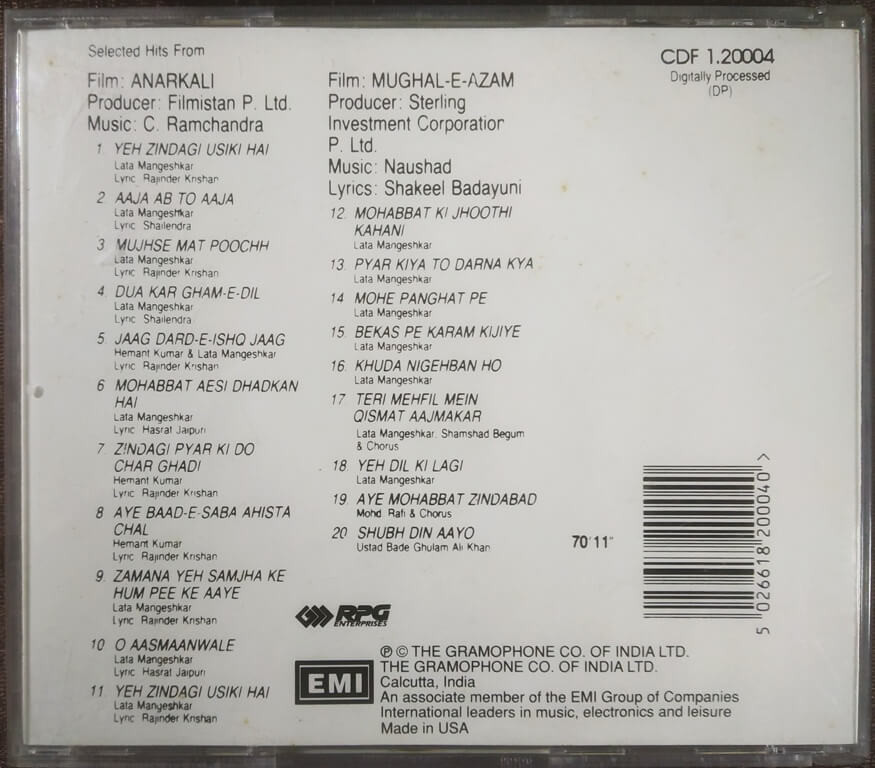 Selected Hits From
Film: ANARKALI
Producer: Filmistan P. Ltd.
Music: C. Ramchandra
1. YEH ZINDAGI USIKI HAI
Lata Mangeshkar
Lyric Rajinder Krishan
2. AAJA AB TO AAJA
Lata Mangeshkar
Lyric Shailendra
3. MUJHSE MAT POOCHH
Lata Mangeshkar
Lyric Rajinder Krishan
4. DUA KAR GHAM-E-DIL
Lata Mangeshkar
Lyric Shailendra
5. JAAG DARD-E-ISHQ JAAG
Hemant Kumar & Lata Mangeshkar
Lyric Rajinder Krishan
6 MOHABBAT AESI DHADKAN
HAI
Lata Mangeshkar
Lyric Hasrat Jaipuri
7. ZINDAGI PYAR KI DO
CHAR GHADI
Hemant Kumar
Lyric Rajinder Krishan
8 AYE BAAD-E-SABA AHISTA
CHAL
Hemant Kumar
Lyric Rajinder Krishan
9. ZAMANA YEH SAMJHA KE
HUM PEE KE AAYE
Lata Mangeshkar
Lyric Rajinder Krishan
10 O AASMAANWALE
Lata Mangeshkar
Lyric Hasrat Jaipuri
11. YEH ZINDAGI USIKI HAI
Lata Mangeshkar
Lyric Rajinder Krishan
Film: MUGHAL-E-AZAM
Producer: Sterling
Investment Corporation
P. Ltd.
Music: Naushad
Lyrics: Shakeel Badayuni
12. MOHABBAT KI JHOOTHI
KAHANI
Lata Mangeshkar
13. PYAR KIYA TO DARNA KYA
Lata Mangeshkar
14 MOHE PANGHAT PE
Lata Mangeshkar
15. BEKAS PE KARAM KIJIYE
Lata Mangeshkar
16. KHUDA NIGEHBAN HO
Lata Mangeshkar
17 TERI MEHFIL MEIN
QISMAT AAJMAKAR
Lata Mangeshkar, Shamshad Begum
& Chorus
18. YEH DIL KI LAGI
Lata Mangeshkar
19. AYE MOHABBAT ZINDABAD
Mohd. Rafi & Chorus
20 SHUBH DIN AAYO
Ustad Bade Ghulam Ali Khan
CDF 1.20004
Digitally Processed
(DP)
70'11"
5 026618 200040 >
RPG
ENTERPRISES
EMI
℗ © THE GRAMOPHONE CO. OF INDIA LTD.
THE GRAMOPHONE CO. OF INDIA LTD.
Calcutta, India
An associate member of the EMI Group of Companies
International leaders in music, electronics and leisure
Made in USA